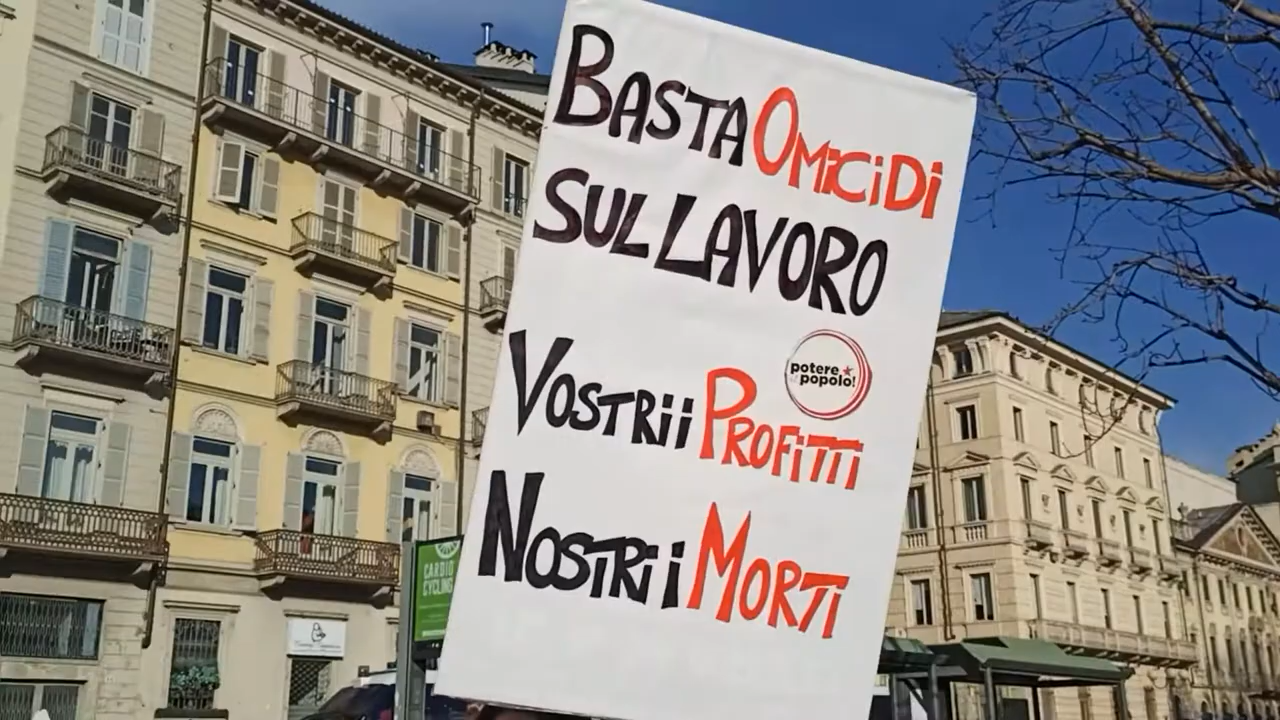 BASTA OMICIDI
SUL LAVORO
VOSTRI i PROFITTI
NOSTRI i MORTI
potere
al popolo!
CARDIO
CYCLING